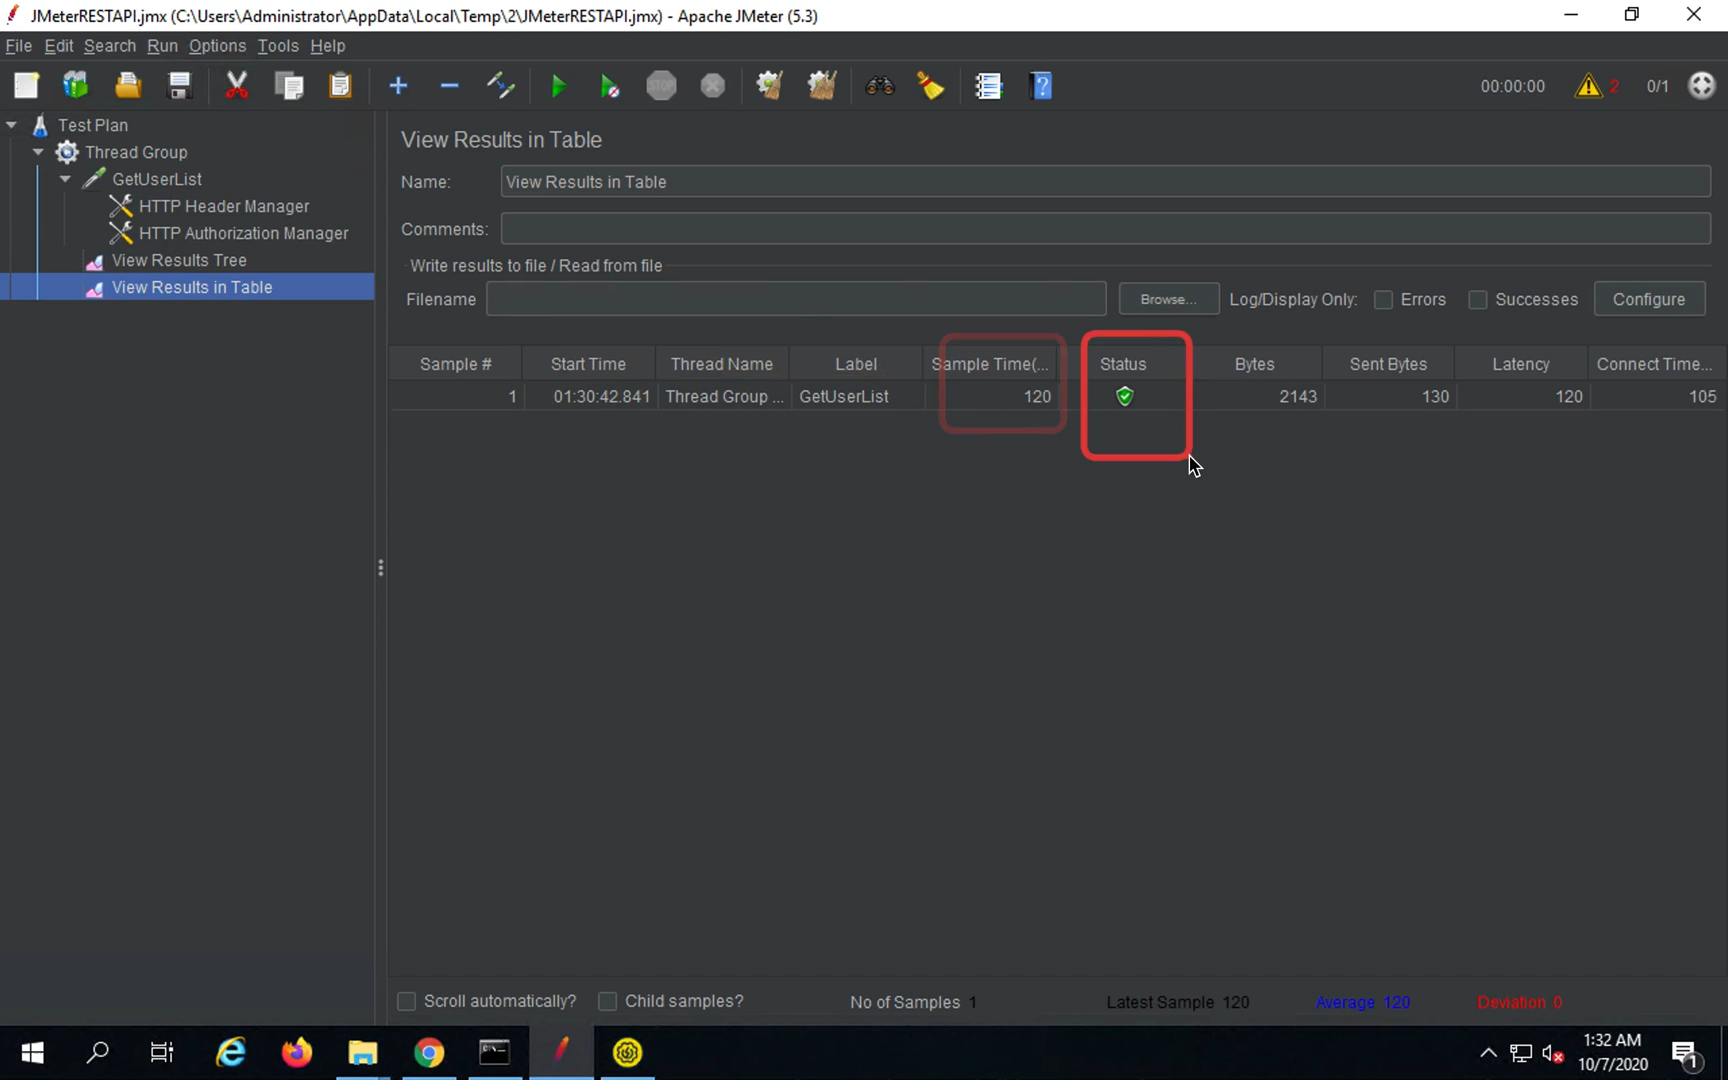 JMeterRESTAPI.jmx (C:\Users\Administrator\AppData\Local\Temp\2\JMeterRESTAPI.jmx) - Apache JMeter (5.3)
File Edit Search Run Options Tools Help
STOP
00:00:00 2 0/1
Test Plan
Thread Group
GetUserList
HTTP Header Manager
HTTP Authorization Manager
View Results Tree
View Results in Table
View Results in Table
Name: View Results in Table
Comments:
Write results to file / Read from file
Filename Browse... Log/Display Only: Errors Successes Configure
Sample # Start Time Thread Name Label Sample Time(... Status Bytes Sent Bytes Latency Connect Time...
1 01:30:42.841 Thread Group ... GetUserList 120 2143 130 120 105
Scroll automatically? Child samples? No of Samples 1 Latest Sample 120 Average 120 Deviation 0
1:32 AM
10/7/2020
1